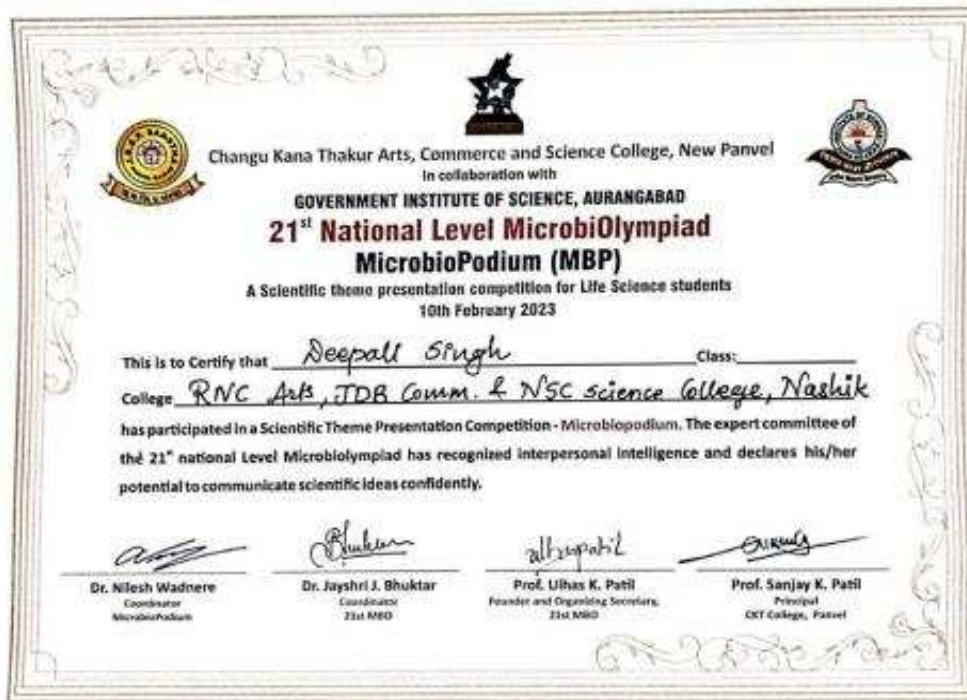 Changu Kana Thakur Arts, Commerce and Science College, New Panvel
in collaboration with
GOVERNMENT INSTITUTE OF SCIENCE, AURANGABAD
21st National Level MicrobiOlympiad
MicrobioPodium (MBP)
A Scientific theme presentation competition for Life Science students
10th February 2023
This is to Certify that Deepali Singh Class:
College RNC Arts, JDB Comm. & NSC Science College, Nashik
has participated in a Scientific Theme Presentation Competition - Microbiopodium. The expert committee of
the 21st national Level Microbiolympiad has recognized interpersonal intelligence and declares his/her
potential to communicate scientific ideas confidently.
Dr. Nilesh Wadnere
Coordinator
MicrobioPodium
Dr. Jayshri J. Bhuktar
Coordinator
21st MBO
Prof. Ulhas K. Patil
Founder and Organizing Secretary,
21st MBO
Prof. Sanjay K. Patil
Principal
CKT College, Panvel